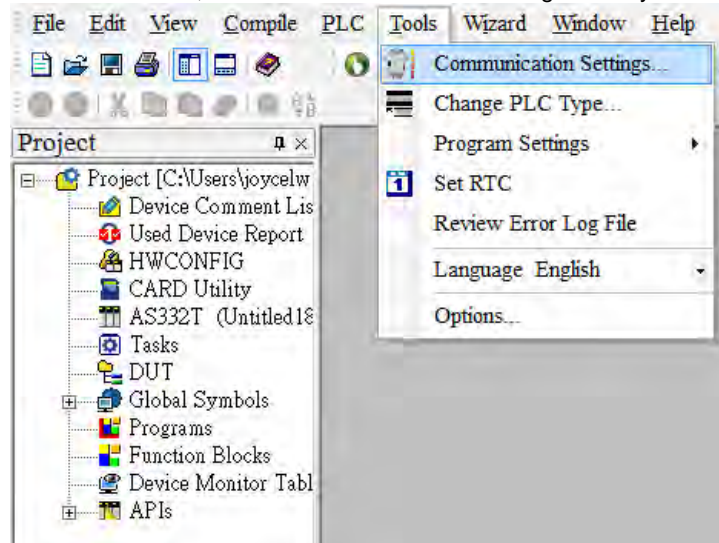 File Edit View Compile PLC Tools Wizard Window Help
Communication Settings...
Change PLC Type...
Program Settings
1 Set RTC
Review Error Log File
Language English
Options...
Project
Project [C:\Users\joycelw
Device Comment Lis
Used Device Report
HWCONFIG
CARD Utility
AS332T (Untitled18
Tasks
DUT
Global Symbols
Programs
Function Blocks
Device Monitor Tabl
APIs